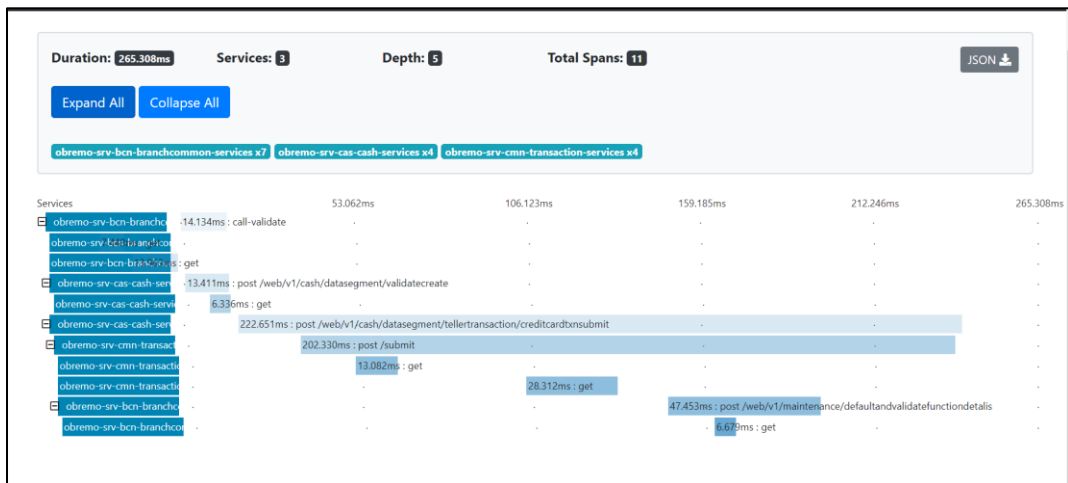 Duration: 265.308ms Services: 3 Depth: 5 Total Spans: 11 JSON
Expand All Collapse All
obremo-srv-bcn-branchcommon-services x7 obremo-srv-cas-cash-services x4 obremo-srv-cmn-transaction-services x4
Services 53.062ms 106.123ms 159.185ms 212.246ms 265.308ms
obremo-srv-bcn-branchco 14.134ms : call-validate
obremo-srv-bcn-branchcon : get
obremo-srv-bcn-branchcon : get
obremo-srv-cas-cash-serv 13.411ms : post /web/v1/cash/datasegment/validatecreate
obremo-srv-cas-cash-servi 6.336ms : get
obremo-srv-cas-cash-serv 222.651ms : post /web/v1/cash/datasegment/tellertransaction/creditcardtxnsubmit
obremo-srv-cmn-transact 202.330ms : post /submit
obremo-srv-cmn-transactio 13.082ms : get
obremo-srv-cmn-transactio 28.312ms : get
obremo-srv-bcn-branchco 47.453ms : post /web/v1/maintenance/defaultandvalidatefunctiondetalis
obremo-srv-bcn-branchcor 6.679ms : get